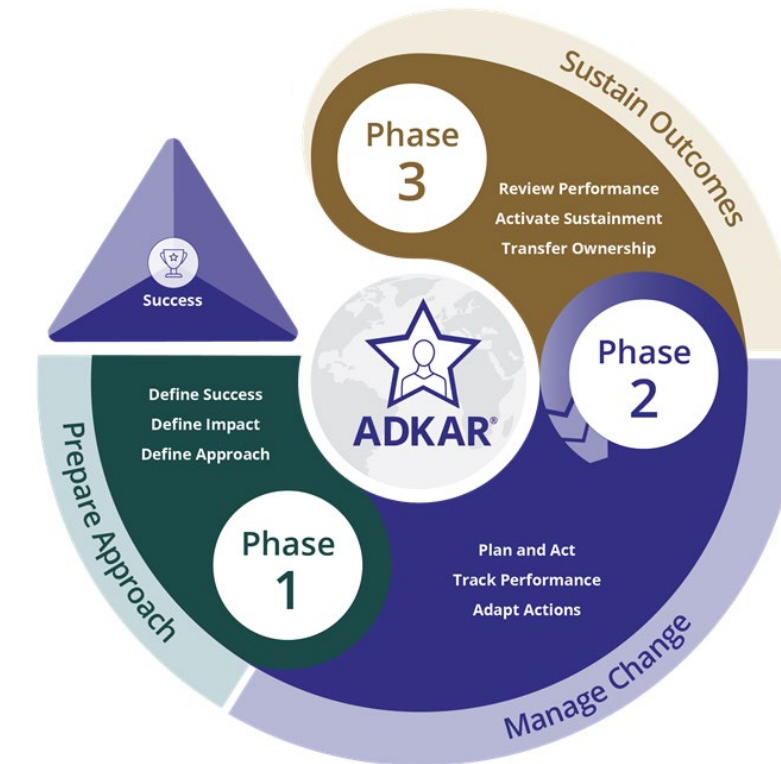 Success
Prepare Approach
Define Success
Define Impact
Define Approach
Phase
1
ADKAR®
Manage Change
Phase
2
Plan and Act
Track Performance
Adapt Actions
Sustain Outcomes
Phase
3
Review Performance
Activate Sustainment
Transfer Ownership